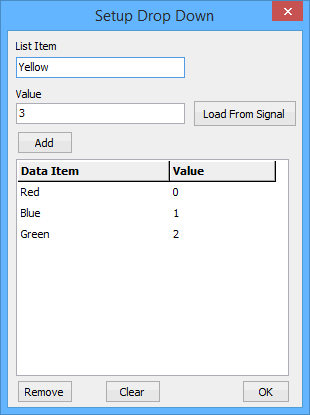 Setup Drop Down
List Item
Yellow
Value
3
Load From Signal
Add
Data Item Value
Red 0
Blue 1
Green 2
Remove Clear OK